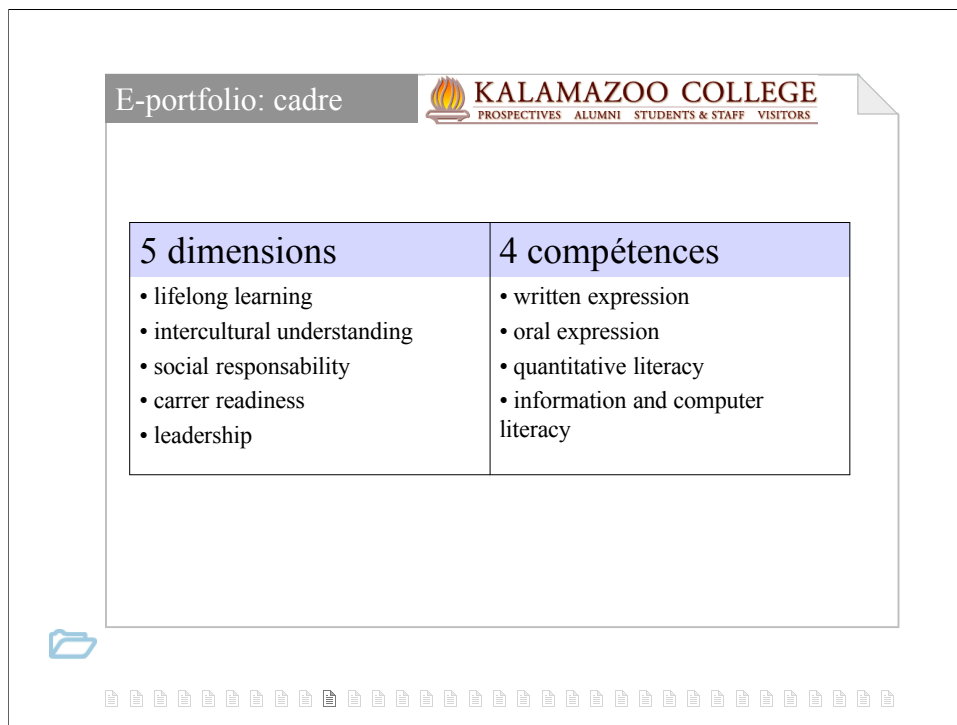 E-portfolio: cadre
KALAMAZOO COLLEGE
PROSPECTIVES ALUMNI STUDENTS & STAFF VISITORS
5 dimensions
• lifelong learning
• intercultural understanding
• social responsability
• carrer readiness
• leadership
4 compétences
• written expression
• oral expression
• quantitative literacy
• information and computer
literacy